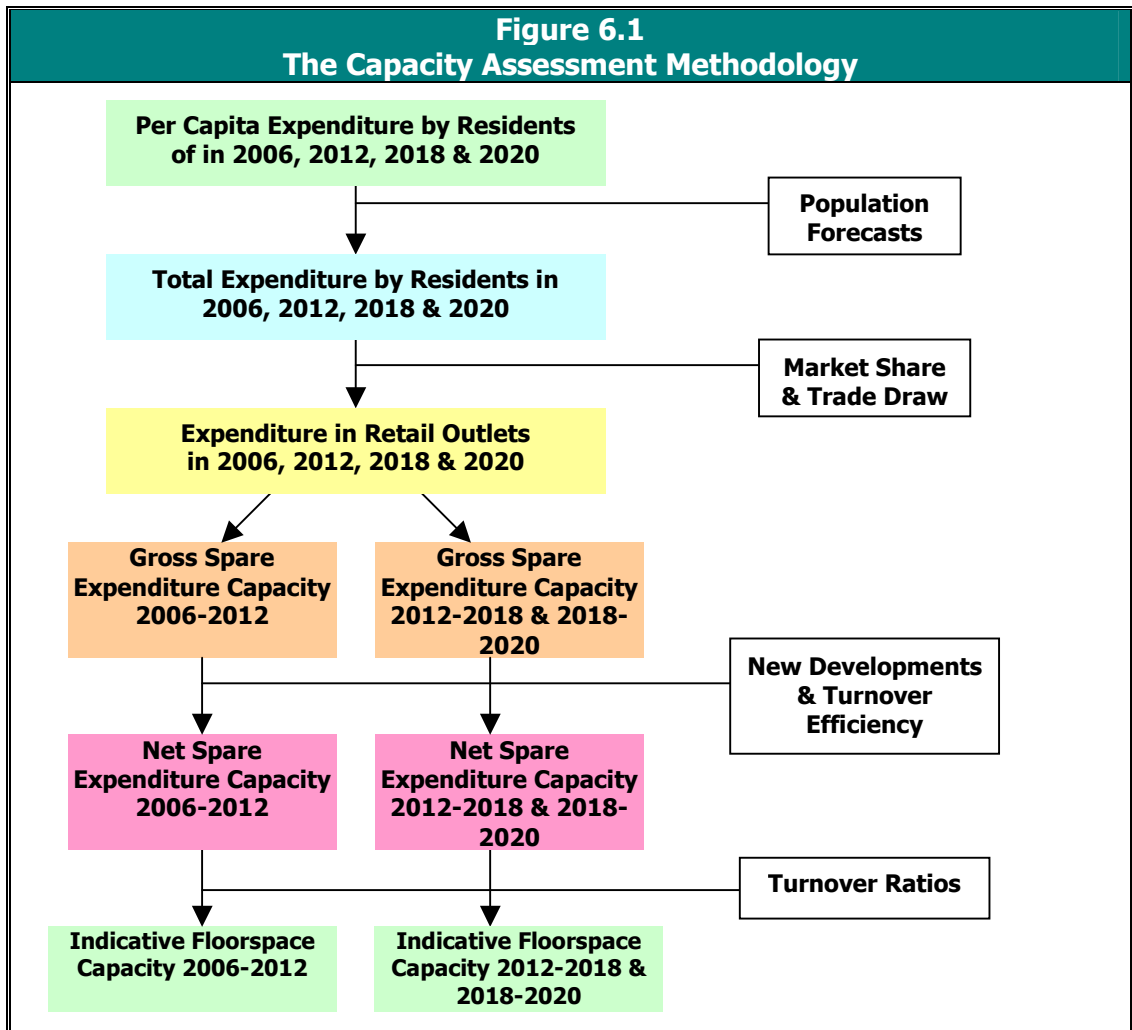 Figure 6.1
The Capacity Assessment Methodology
Per Capita Expenditure by Residents
of in 2006, 2012, 2018 & 2020
Population
Forecasts
Total Expenditure by Residents in
2006, 2012, 2018 & 2020
Market Share
& Trade Draw
Expenditure in Retail Outlets
in 2006, 2012, 2018 & 2020
Gross Spare
Expenditure Capacity
2006-2012
Gross Spare
Expenditure Capacity
2012-2018 & 2018-
2020
New Developments
& Turnover
Efficiency
Net Spare
Expenditure Capacity
2006-2012
Net Spare
Expenditure Capacity
2012-2018 & 2018-
2020
Turnover Ratios
Indicative Floorspace
Capacity 2006-2012
Indicative Floorspace
Capacity 2012-2018 &
2018-2020